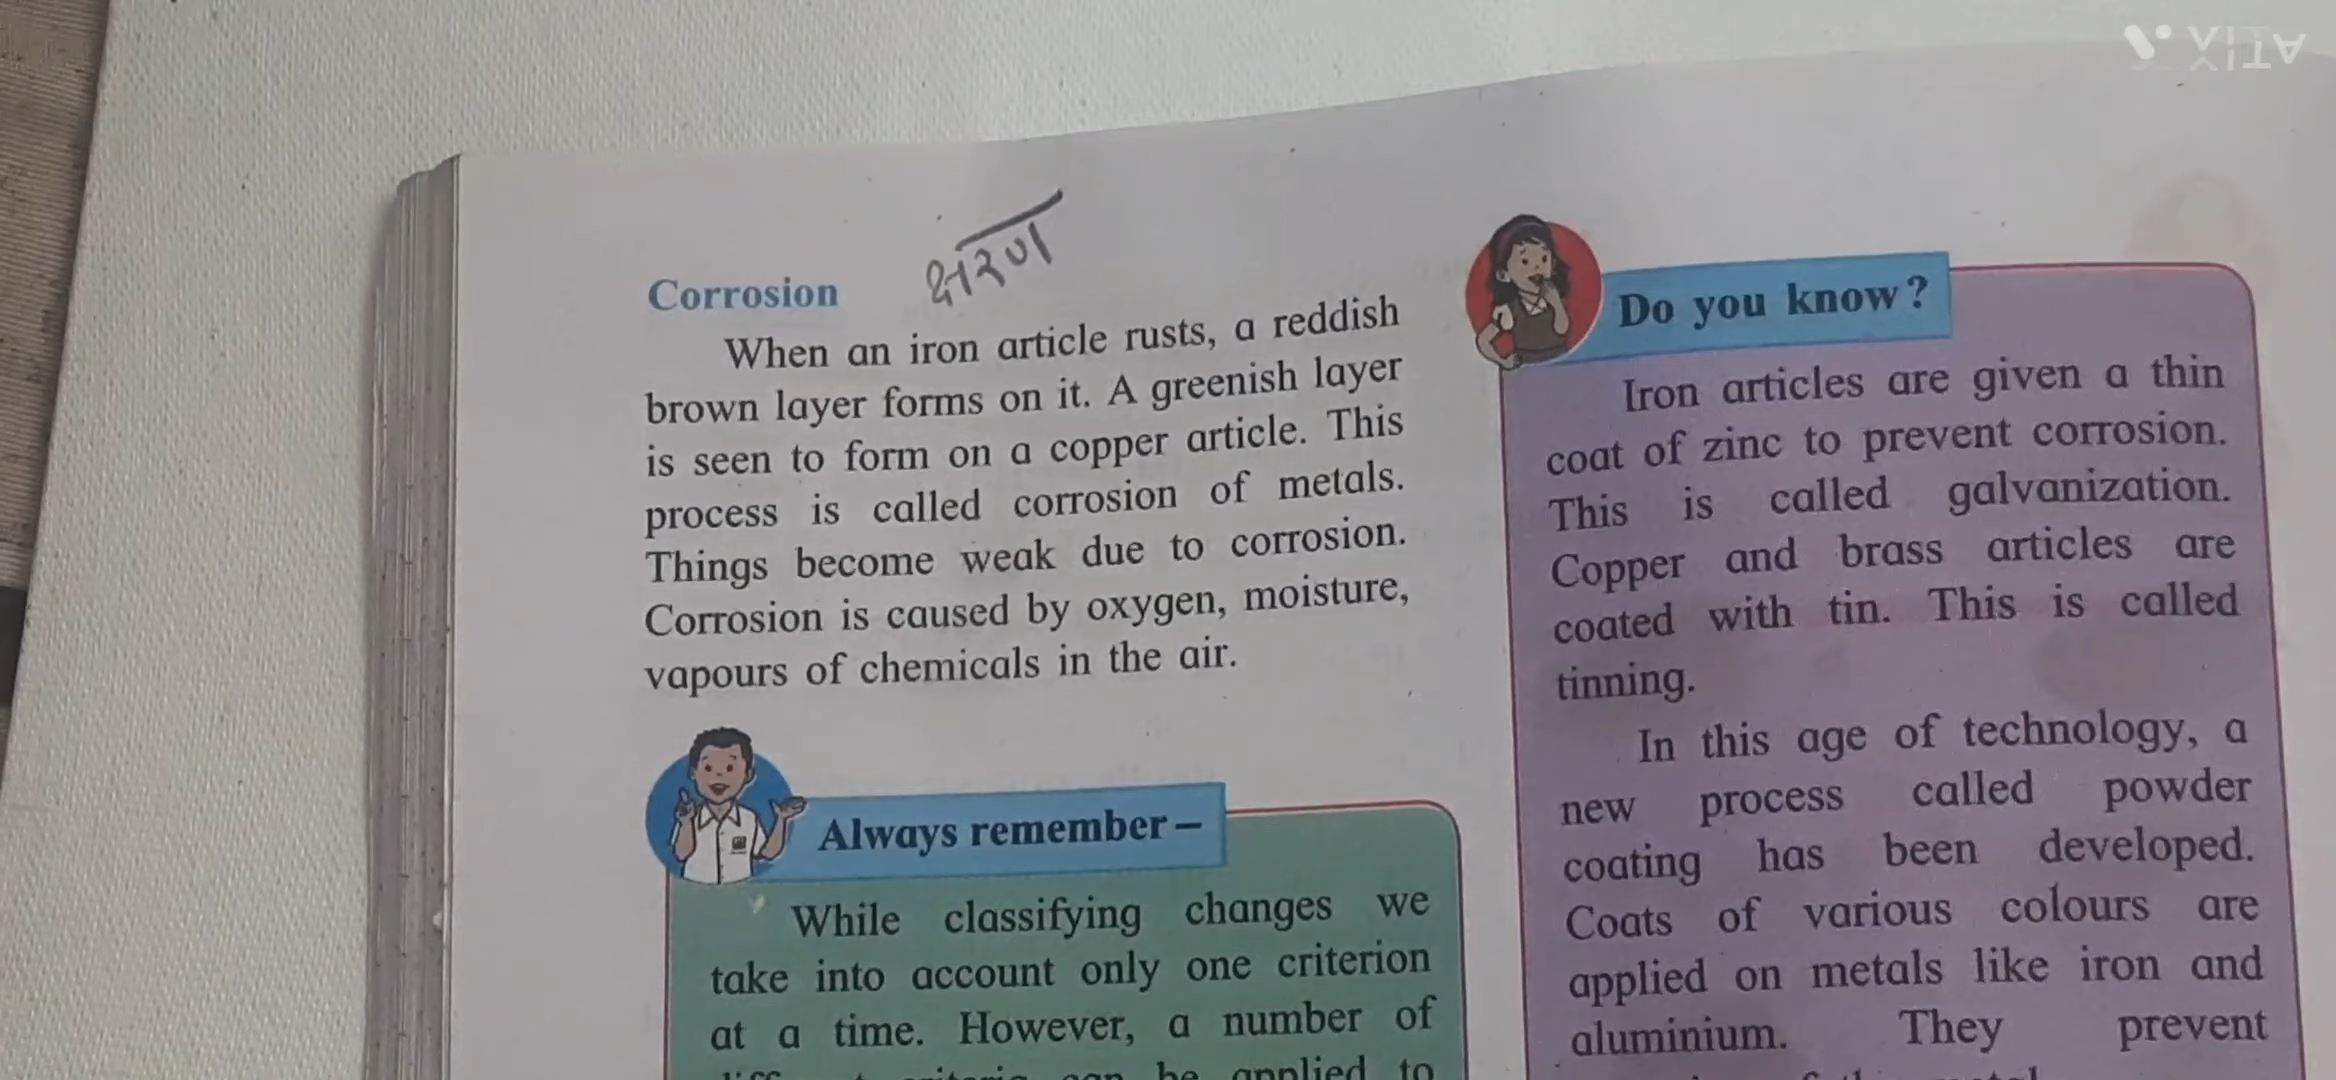 क्षारण
Corrosion
When an iron article rusts, a reddish
brown layer forms on it. A greenish layer
is seen to form on a copper article. This
process is called corrosion of metals.
Things become weak due to corrosion.
Corrosion is caused by oxygen, moisture,
vapours of chemicals in the air.
Always remember –
While classifying changes we
take into account only one criterion
at a time. However, a number of
can be applied to
Do you know?
Iron articles are given a thin
coat of zinc to prevent corrosion.
This is called galvanization.
Copper and brass articles are
coated with tin. This is called
tinning.
In this age of technology, a
new process called powder
coating has been developed.
Coats of various colours are
applied on metals like iron and
aluminium. They prevent